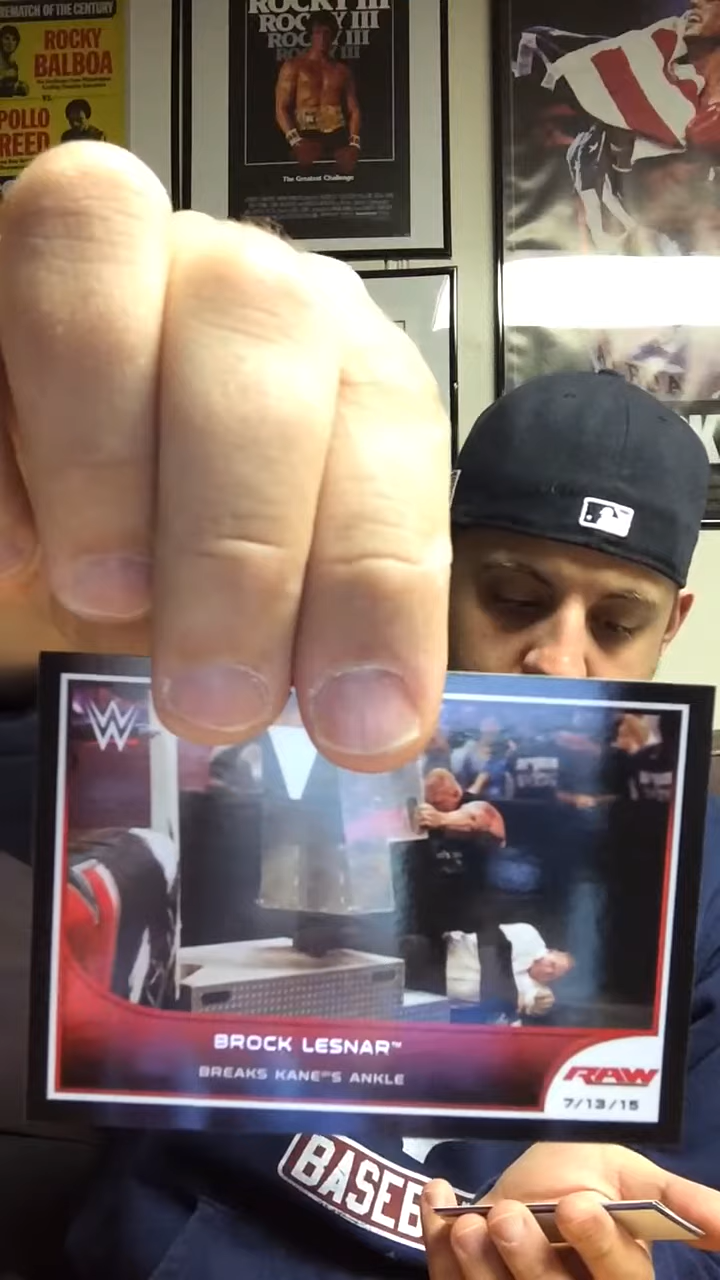 REMATCH OF THE CENTURY
ROCKY
BALBOA
VS.
POLLO
REED
ROCKY III
ROCKY III
ROCKY III
The Greatest Challenge
W
BROCK LESNAR™
BREAKS KANE™'S ANKLE
RAW
7/13/15
BASEB